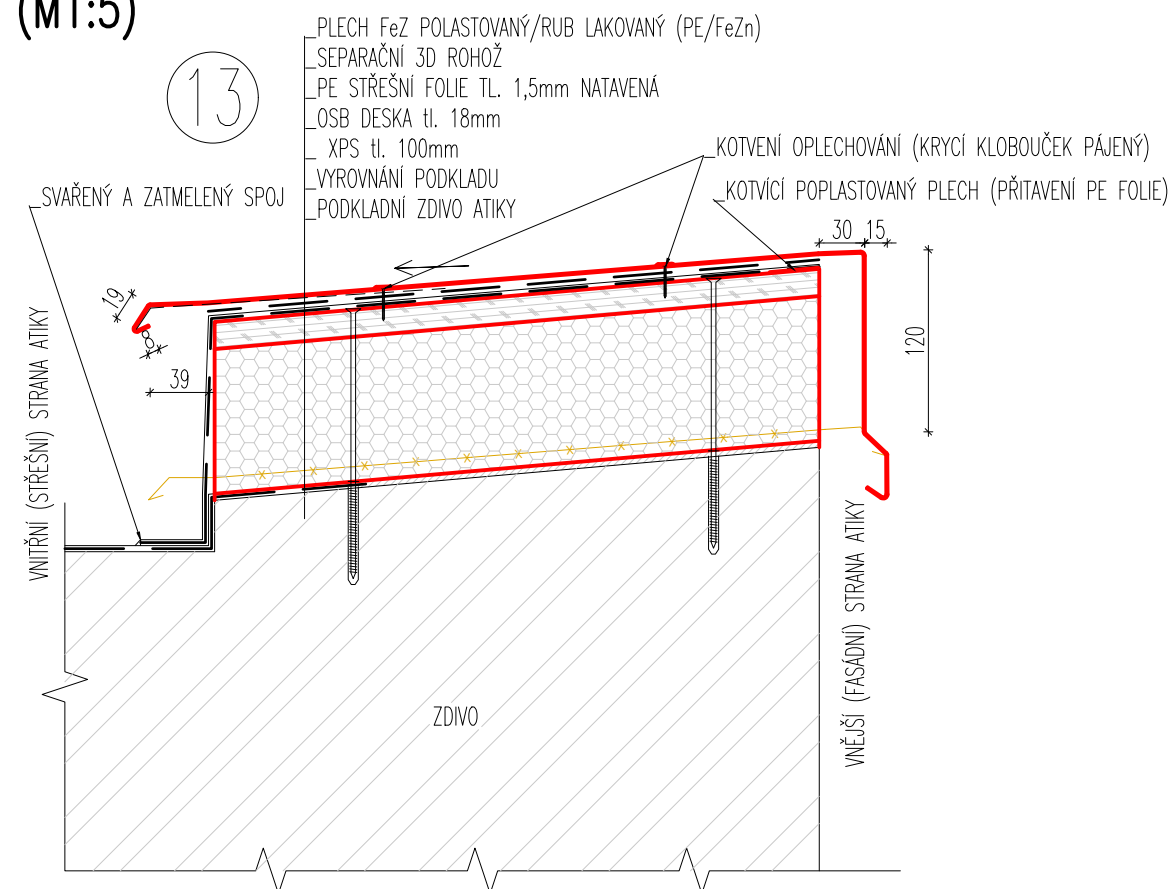 (M1:5)
13
PLECH FeZ POLASTOVANÝ/RUB LAKOVANÝ (PE/FeZn)
SEPARAČNÍ 3D ROHOŽ
PE STŘEŠNÍ FOLIE TL. 1,5mm NATAVENÁ
OSB DESKA tl. 18mm
XPS tl. 100mm
VYROVNÁNÍ PODKLADU
PODKLADNÍ ZDIVO ATIKY
KOTVENÍ OPLECHOVÁNÍ (KRYCÍ KLOBOUČEK PÁJENÝ)
KOTVÍCÍ POPLASTOVANÝ PLECH (PŘITAVENÍ PE FOLIE)
SVAŘENÝ A ZATMELENÝ SPOJ
30
15
19
8
39
120
VNITŘNÍ (STŘEŠNÍ) STRANA ATIKY
VNĚJŠÍ (FASÁDNÍ) STRANA ATIKY
ZDIVO